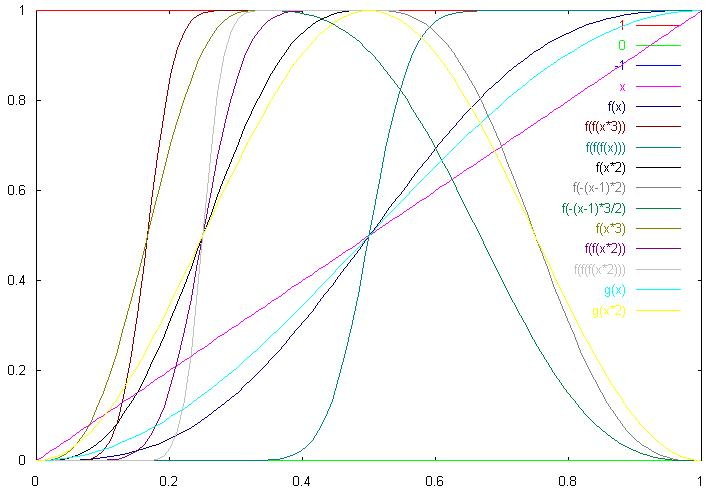 1
0.8
0.6
0.4
0.2
0
0
0.2
0.4
0.6
0.8
1
1
0
-1
x
f(x)
f(f(x*3))
f(f(f(x)))
f(x*2)
f(-(x-1)*2)
f(-(x-1)*3/2)
f(x*3)
f(f(x*2))
f(f(f(x*2)))
g(x)
g(x*2)